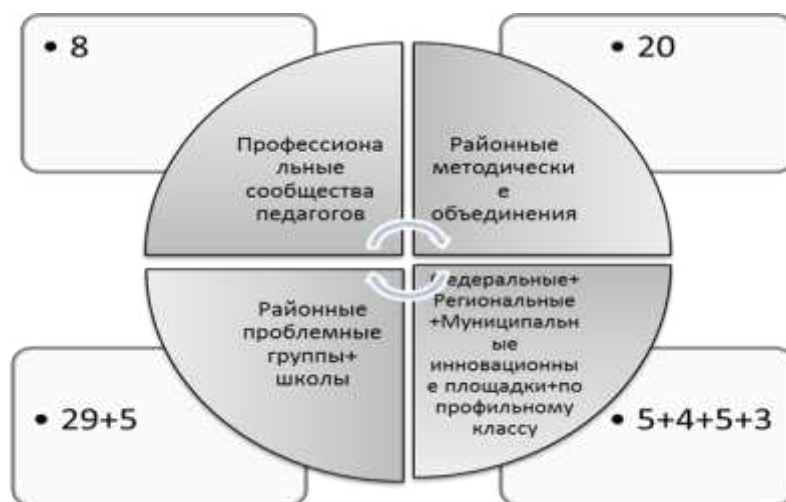 • 8
• 20
Профессиона
льные
сообщества
педагогов
Районные
методически
е
объединения
Районные
проблемные
группы+
школы
Федеральные+
Региональные
+Муниципальн
ые
инновационны
е площадки+по
профильному
классу
• 29+5
• 5+4+5+3